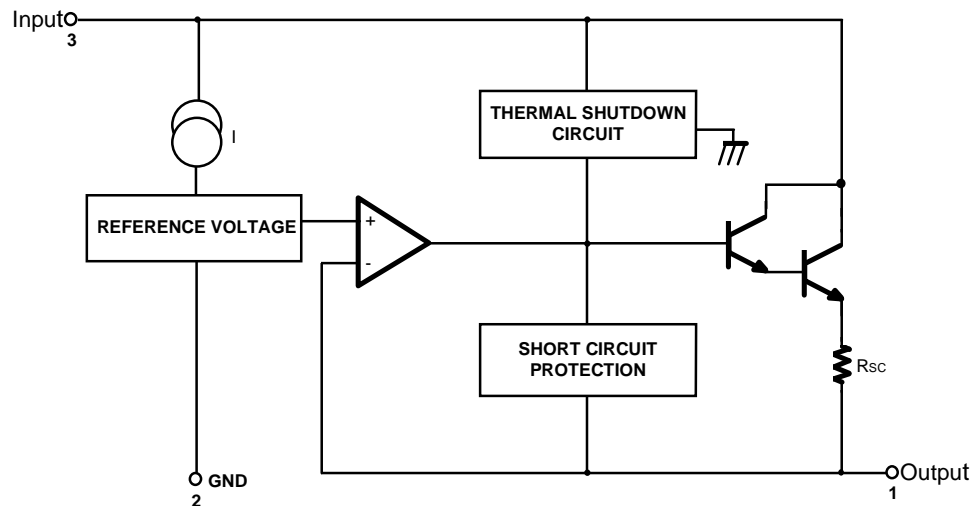 Input
3
THERMAL SHUTDOWN
CIRCUIT
I
REFERENCE VOLTAGE
+
-
SHORT CIRCUIT
PROTECTION
RSC
GND
2
Output
1